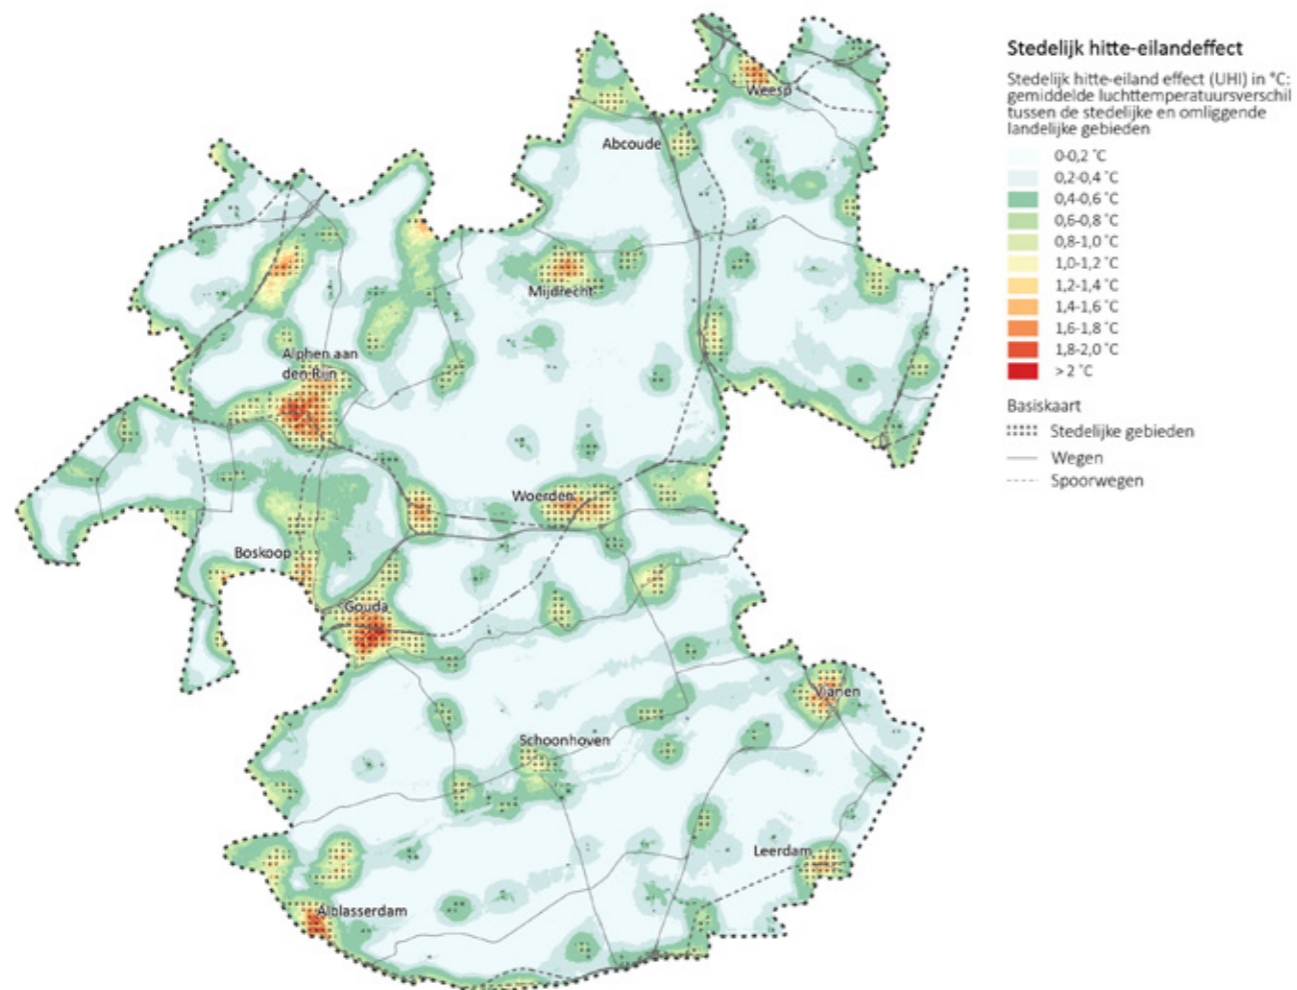 Weesp
Abcoude
Mijdrecht
Alphen aan
den Rijn
Woerden
Boskoop
Gouda
Vianen
Schoonhoven
Leerdam
Alblasserdam
Stedelijk hitte-eilandeffect
Stedelijk hitte-eiland effect (UHI) in °C:
gemiddelde luchttemperatuursverschil
tussen de stedelijke en omliggende
landelijke gebieden
0-0,2 °C
0,2-0,4 °C
0,4-0,6 °C
0,6-0,8 °C
0,8-1,0 °C
1,0-1,2 °C
1,2-1,4 °C
1,4-1,6 °C
1,6-1,8 °C
1,8-2,0 °C
> 2 °C
Basiskaart
Stedelijke gebieden
Wegen
Spoorwegen